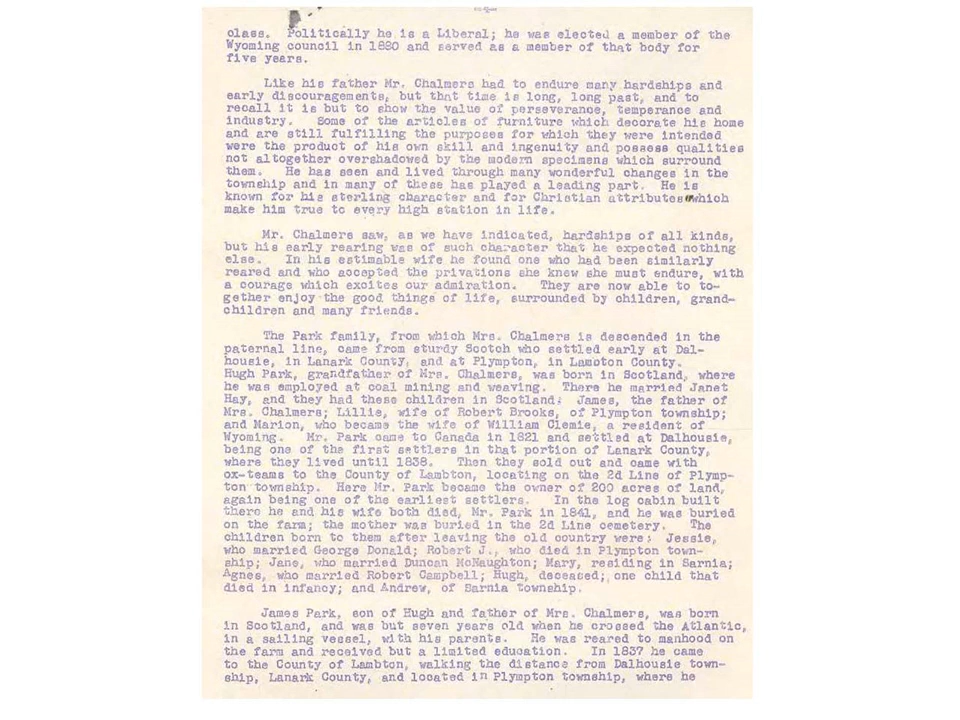 class. Politically he is a Liberal; he was elected a member of the
Wyoming council in 1880 and served as a member of that body for
five years.
Like his father Mr. Chalmers had to endure many hardships and
early discouragements, but that time is long, long past, and to
recall it is but to show the value of perseverance, temperance and
industry. Some of the articles of furniture which decorate his home
and are still fulfilling the purposes for which they were intended
were the product of his own skill and ingenuity and possess qualities
not altogether overshadowed by the modern specimens which surround
them. He has seen and lived through many wonderful changes in the
township and in many of these has played a leading part. He is
known for his sterling character and for Christian attributes which
make him true to every high station in life.
Mr. Chalmers saw, as we have indicated, hardships of all kinds,
but his early rearing was of such character that he expected nothing
else. In his estimable wife he found one who had been similarly
reared and who accepted the privations she knew she must endure, with
a courage which excites our admiration. They are now able to to-
gether enjoy the good things of life, surrounded by children, grand-
children and many friends.
The Park family, from which Mrs. Chalmers is descended in the
paternal line, came from sturdy Scotch who settled early at Dal-
housie, in Lanark County, and at Plympton, in Lambton County.
Hugh Park, grandfather of Mrs. Chalmers, was born in Scotland, where
he was employed at coal mining and weaving. There he married Janet
Hay, and they had these children in Scotland: James, the father of
Mrs. Chalmers; Lillie, wife of Robert Brooks, of Plympton township;
and Marion, who became the wife of William Clemie, a resident of
Wyoming. Mr. Park came to Canada in 1821 and settled at Dalhousie,
being one of the first settlers in that portion of Lanark County,
where they lived until 1838. Then they sold out and came with
ox-teams to the County of Lambton, locating on the 2d Line of Plymp-
ton township. Here Mr. Park became the owner of 200 acres of land,
again being one of the earliest settlers. In the log cabin built
there he and his wife both died, Mr. Park in 1841, and he was buried
on the farm; the mother was buried in the 2d Line cemetery. The
children born to them after leaving the old country were: Jessie,
who married George Donald; Robert J., who died in Plympton town-
ship; Jane, who married Duncan McNaughton; Mary, residing in Sarnia;
Agnes, who married Robert Campbell; Hugh, deceased; one child that
died in infancy; and Andrew, of Sarnia township.
James Park, son of Hugh and father of Mrs. Chalmers, was born
in Scotland, and was but seven years old when he crossed the Atlantic,
in a sailing vessel, with his parents. He was reared to manhood on
the farm and received but a limited education. In 1837 he came
to the County of Lambton, walking the distance from Dalhousie town-
ship, Lanark County, and located in Plympton township, where he